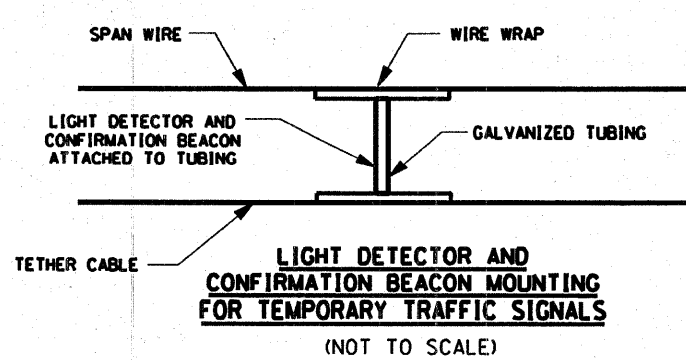 SPAN WIRE
WIRE WRAP
LIGHT DETECTOR AND
CONFIRMATION BEACON
ATTACHED TO TUBING
GALVANIZED TUBING
TETHER CABLE
LIGHT DETECTOR AND
CONFIRMATION BEACON MOUNTING
FOR TEMPORARY TRAFFIC SIGNALS
(NOT TO SCALE)